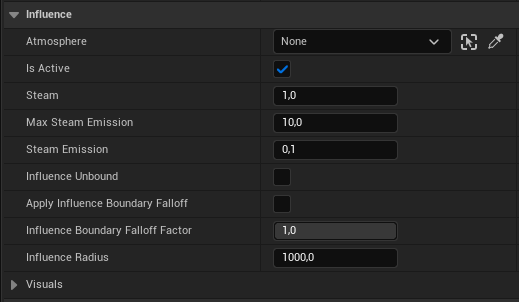 Influence
Atmosphere None
Is Active
Steam 1,0
Max Steam Emission 10,0
Steam Emission 0,1
Influence Unbound
Apply Influence Boundary Falloff
Influence Boundary Falloff Factor 1,0
Influence Radius 1000,0
Visuals